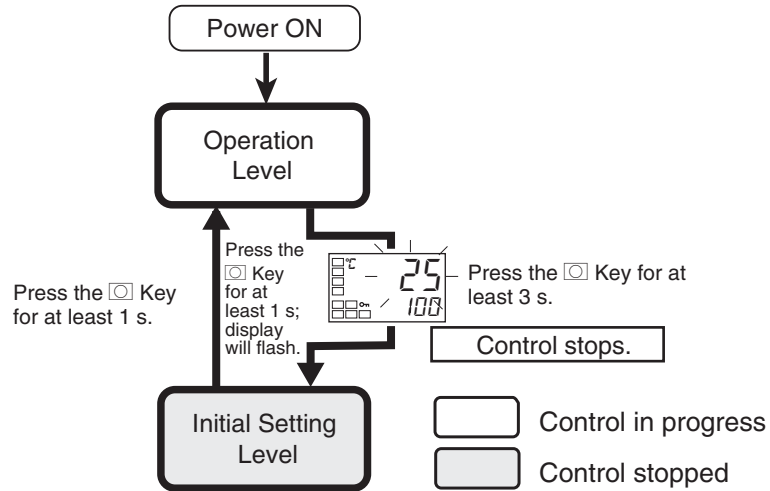 Power ON
Operation
Level
Press the
Key
for at
least 1 s;
display
will flash.
°C
25
100
Press the Key for at
least 3 s.
Press the Key
for at least 1 s.
Control stops.
Initial Setting
Level
Control in progress
Control stopped